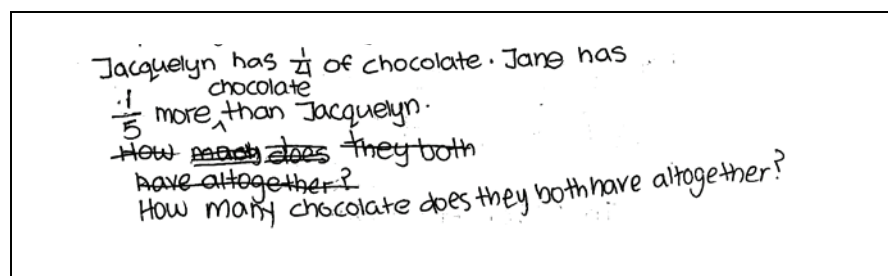 Jacquelyn has 1/4 of chocolate. Jane has
chocolate
1/5 more ^ than Jacquelyn.
How many does they both
have altogether?
How many chocolate does they both have altogether?